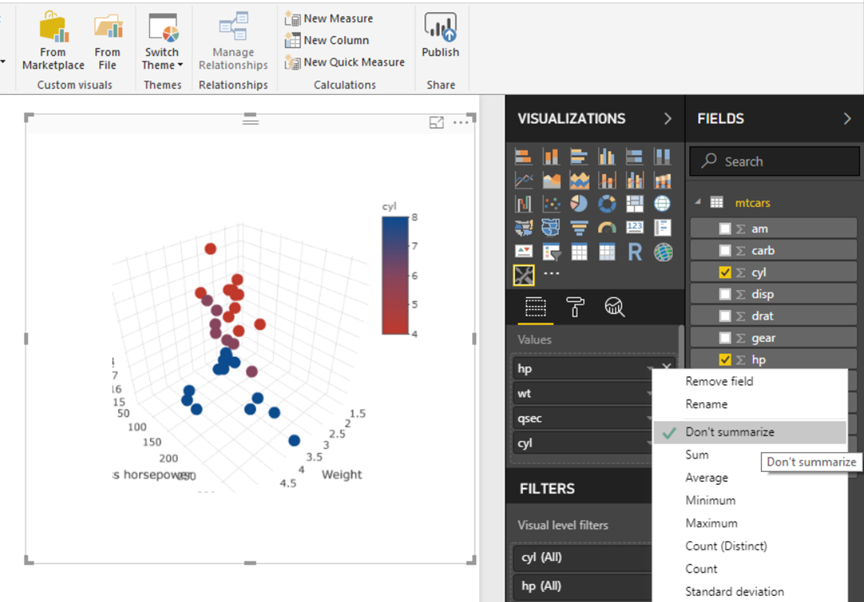 From
Marketplace
From
File
Switch
Theme
Manage
Relationships
New Measure
New Column
New Quick Measure
Publish
Custom visuals
Themes
Relationships
Calculations
Share
VISUALIZATIONS
FIELDS
Search
mtcars
am
carb
cyl
disp
drat
gear
hp
123
R
Values
hp
wt
qsec
cyl
FILTERS
Visual level filters
cyl (All)
hp (All)
Remove field
Rename
Don't summarize
Sum
Don't summarize
Average
Minimum
Maximum
Count (Distinct)
Count
Standard deviation
cyl
8
7
6
5
4
7
16
15
50
100
150
200
250
1.5
2
2.5
3
3.5
4
4.5
s horsepower
Weight